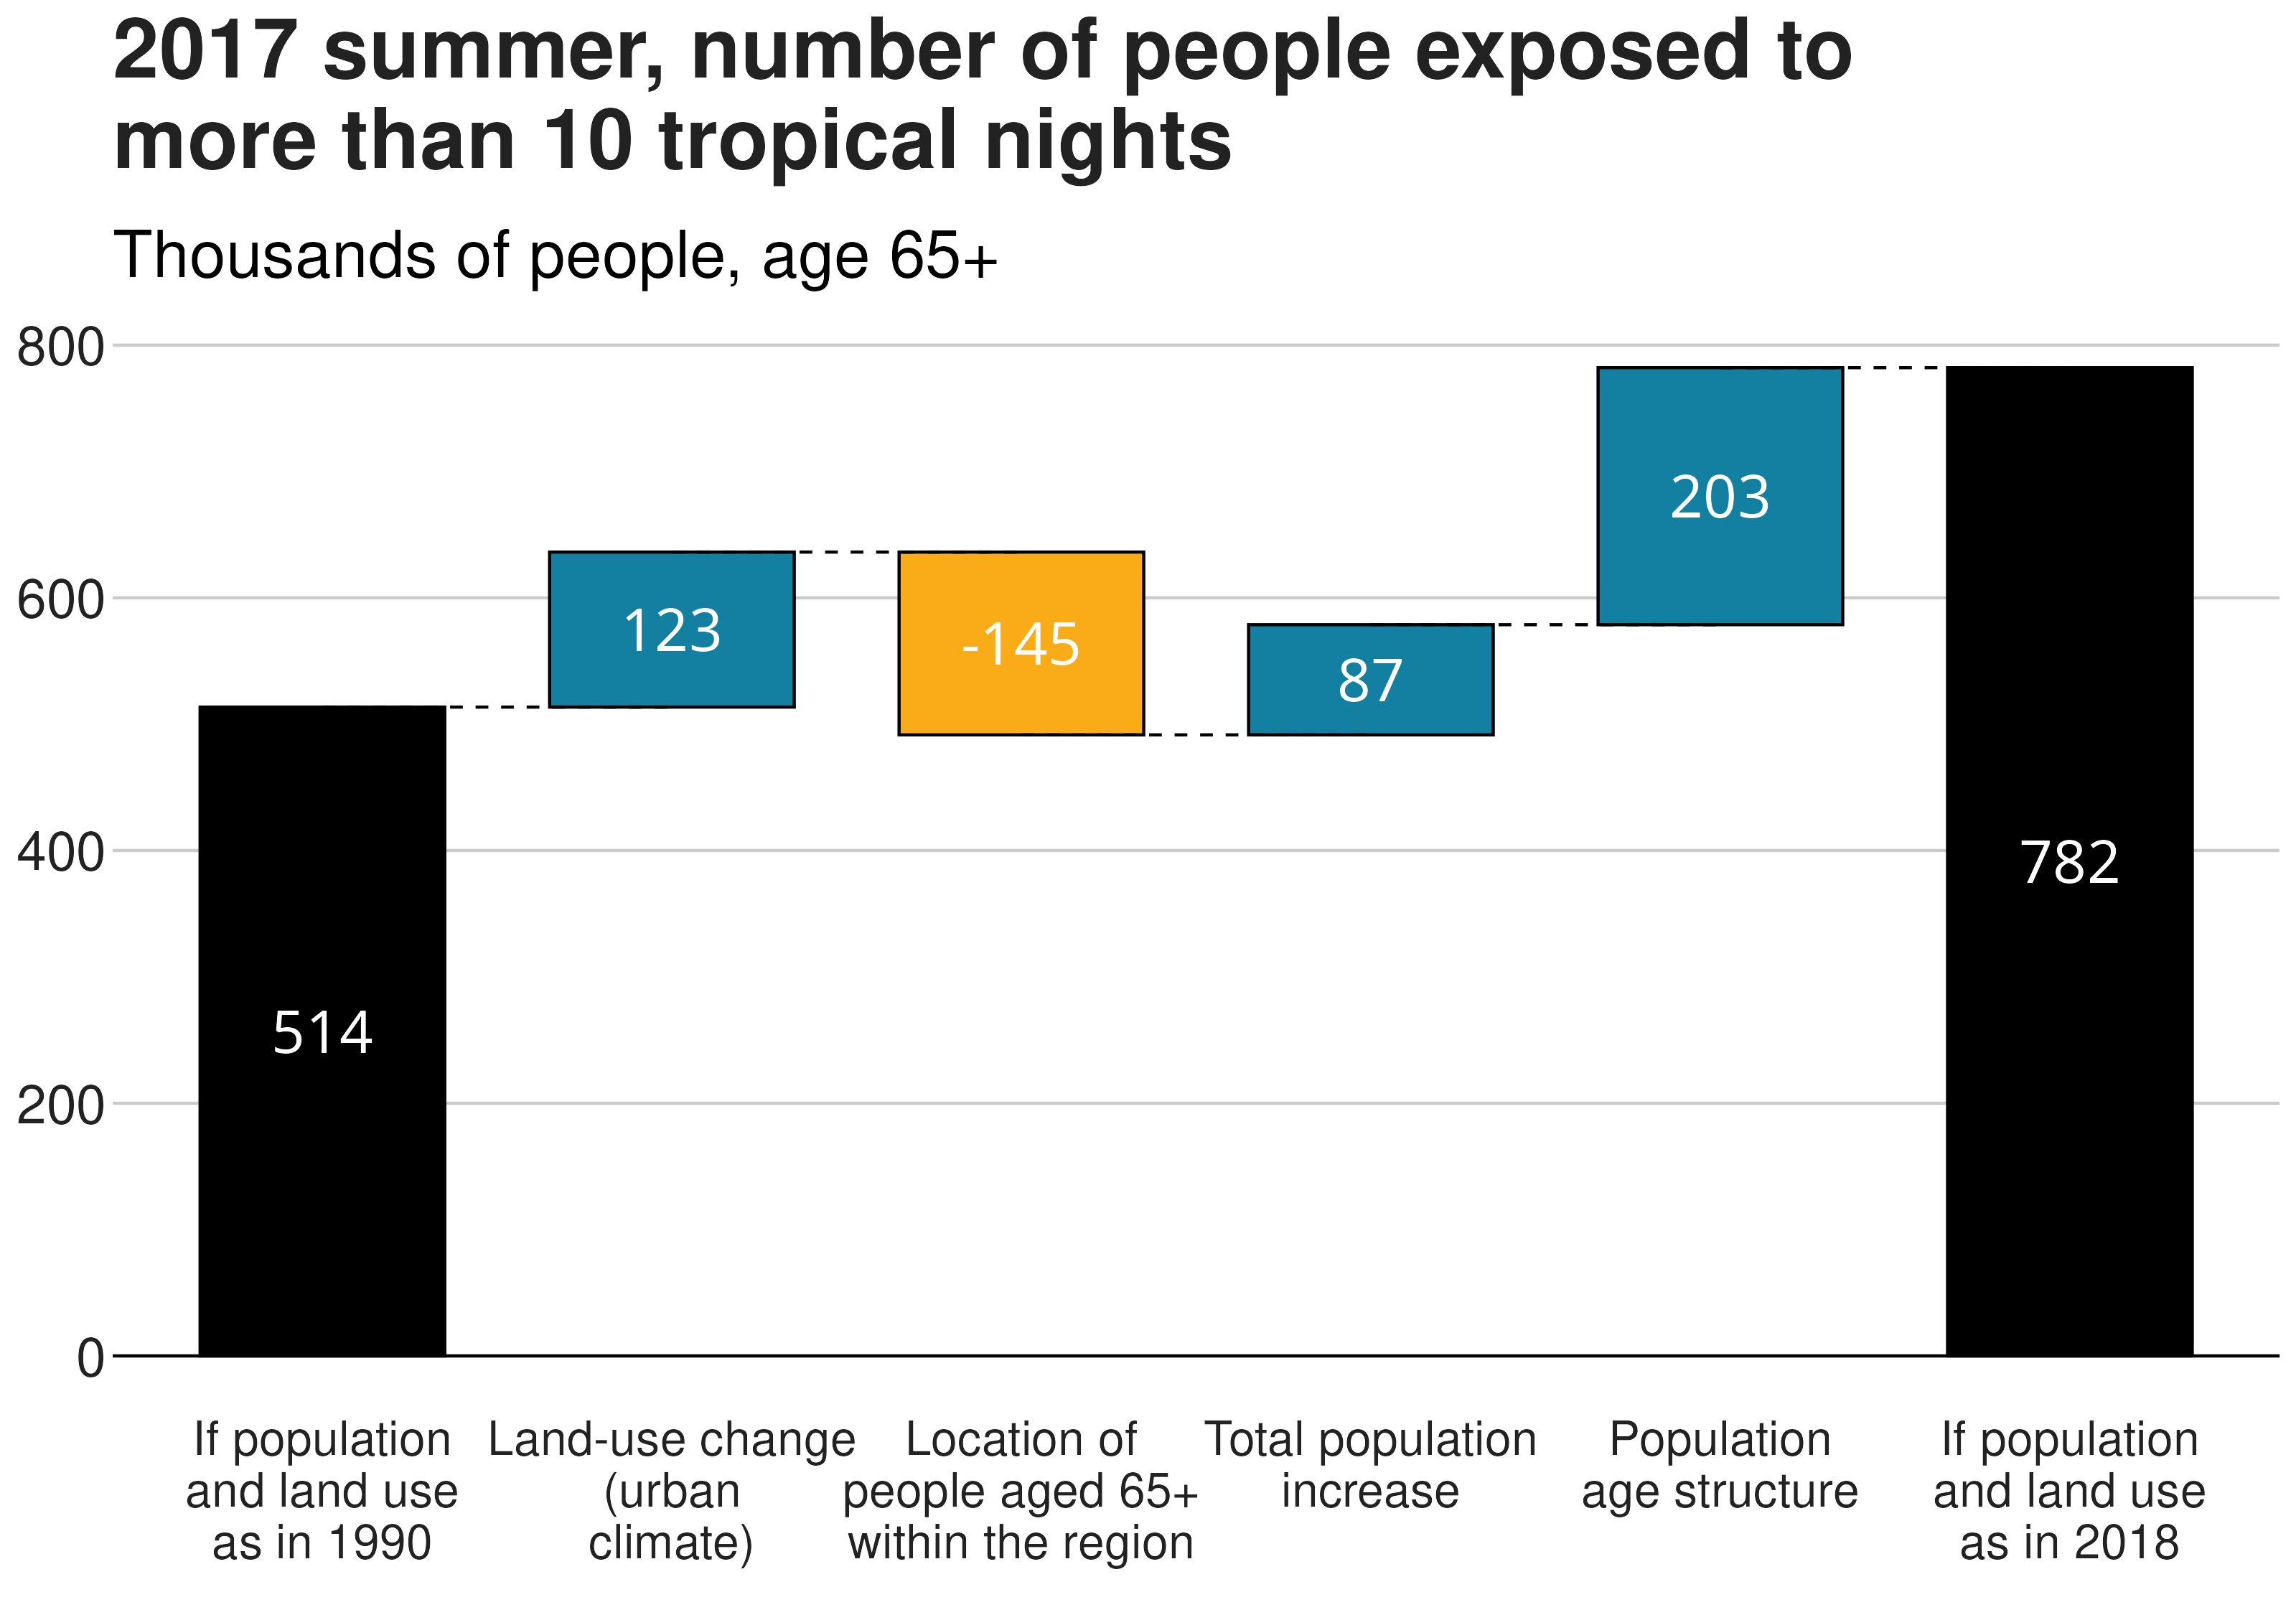 2017 summer, number of people exposed to
more than 10 tropical nights
Thousands of people, age 65+
800
600
400
200
0
514
123
-145
87
203
782
If population
and land use
as in 1990
Land-use change
(urban
climate)
Location of
people aged 65+
within the region
Total population
increase
Population
age structure
If population
and land use
as in 2018